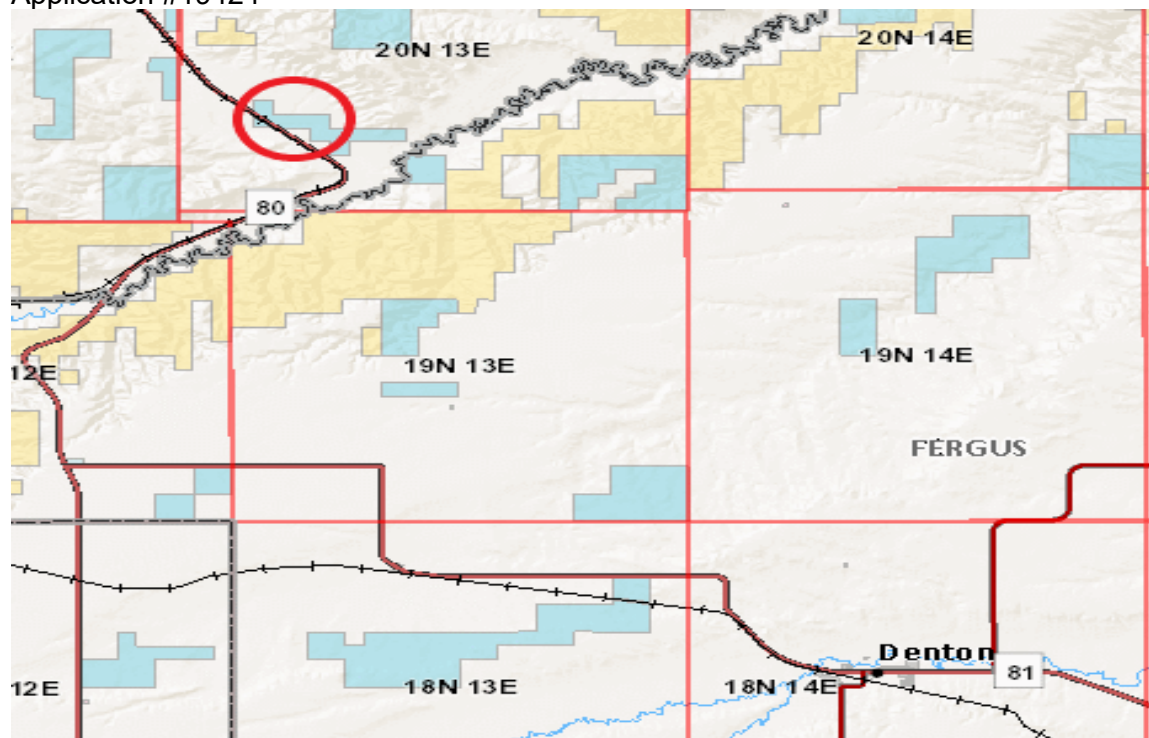 20N 13E
20N 14E
80
12E
19N 13E
19N 14E
FERGUS
Denton
81
12E
18N 13E
18N 14E